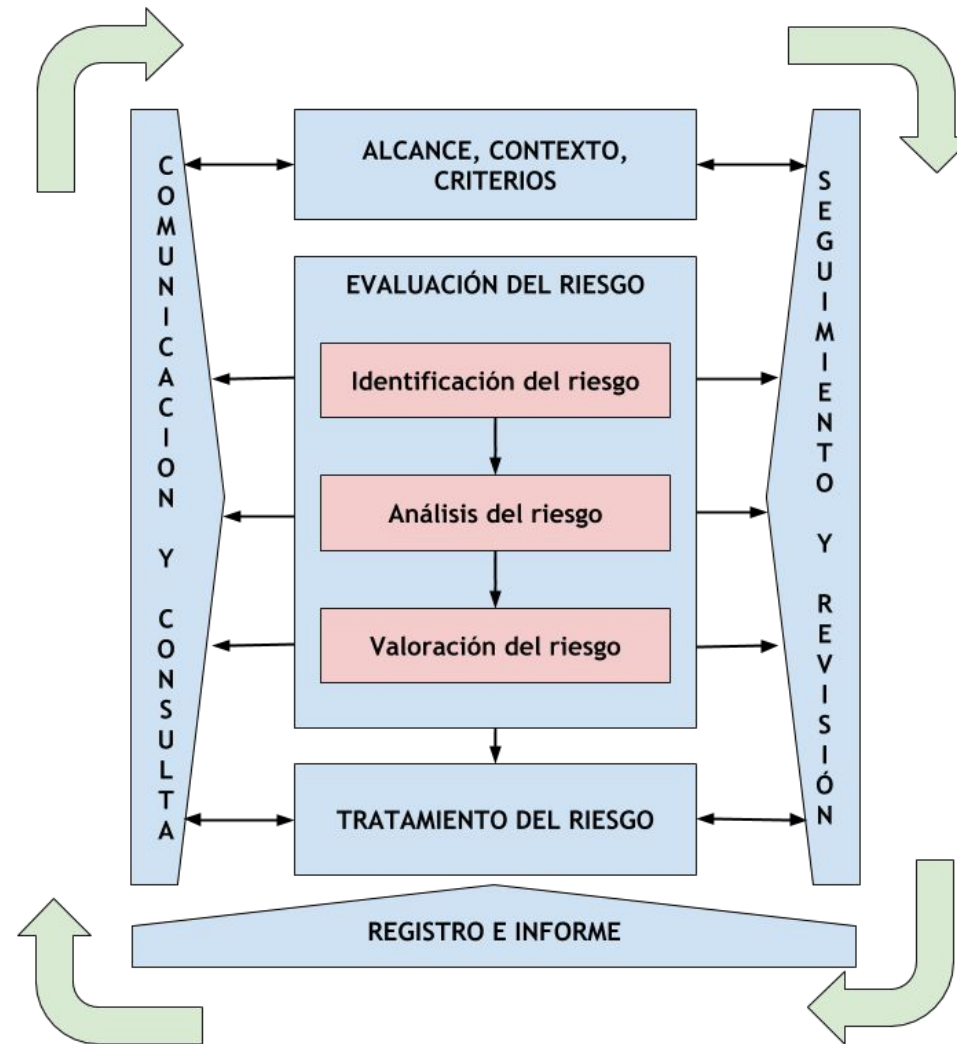 ALCANCE, CONTEXTO,
CRITERIOS
COMUNICACION Y CONSULTA
SEGUIMIENTO Y REVISIÓN
EVALUACIÓN DEL RIESGO
Identificación del riesgo
Análisis del riesgo
Valoración del riesgo
TRATAMIENTO DEL RIESGO
REGISTRO E INFORME